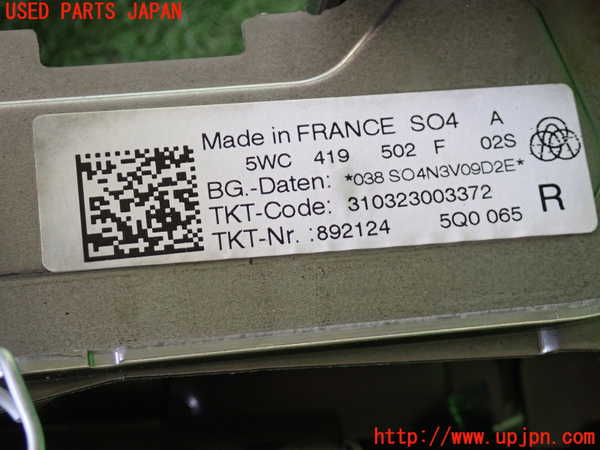 USED PARTS JAPAN
Made in FRANCE SO4 A
5WC 419 502 F 02S
BG.-Daten: *038 SO4N3V09D2E*
TKT-Code: 310323003372
TKT-Nr. :892124 5Q0 065 R
http://www.upjpn.com/